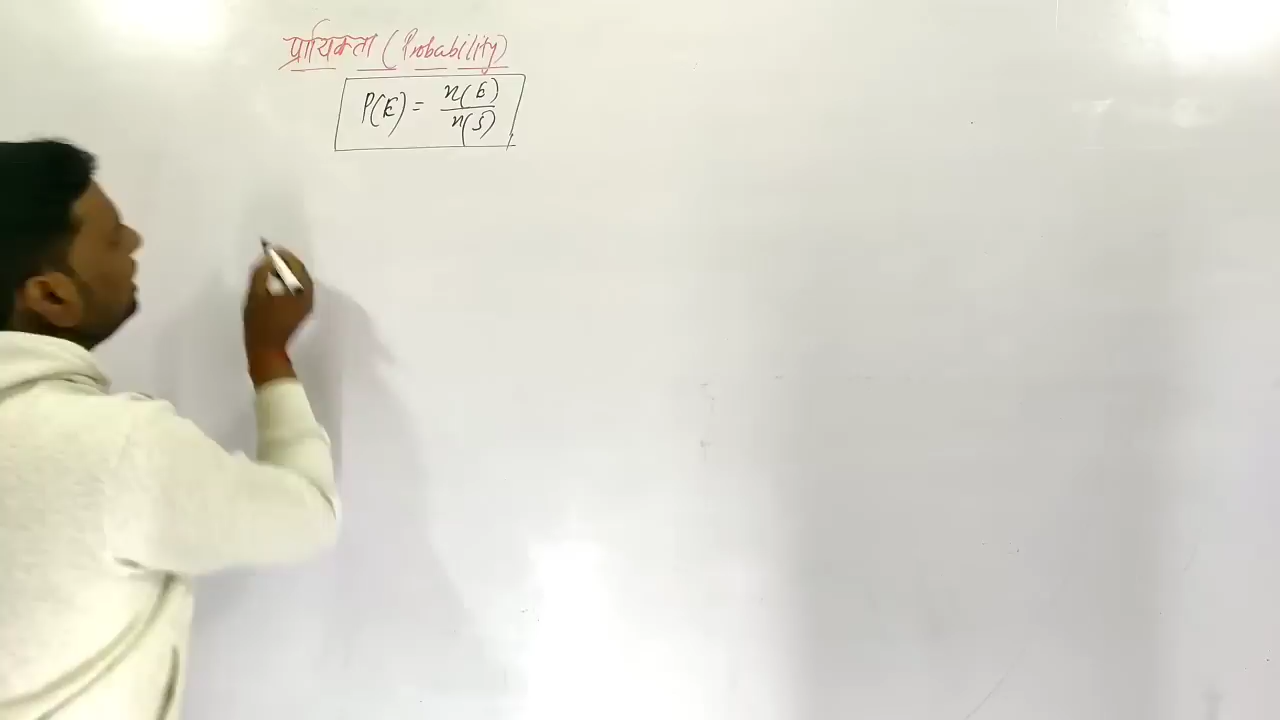 प्रायिकता (Probability)
P(E) = n(E) / n(S)